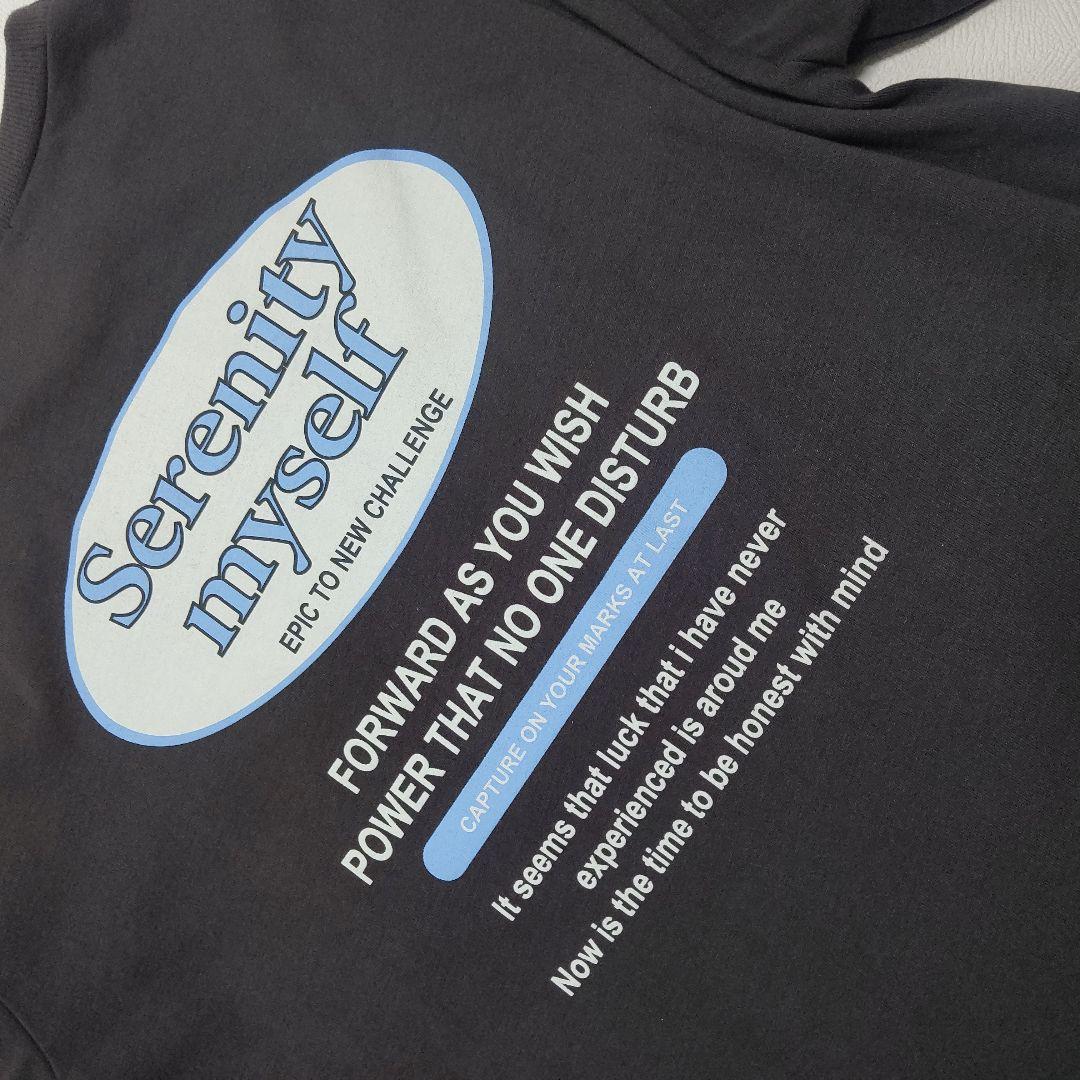 Serenity
myself
EPIC TO NEW CHALLENGE
FORWARD AS YOU WISH
POWER THAT NO ONE DISTURB
CAPTURE ON YOUR MARKS AT LAST
It seems that luck that i have never
experienced is aroud me
Now is the time to be honest with mind